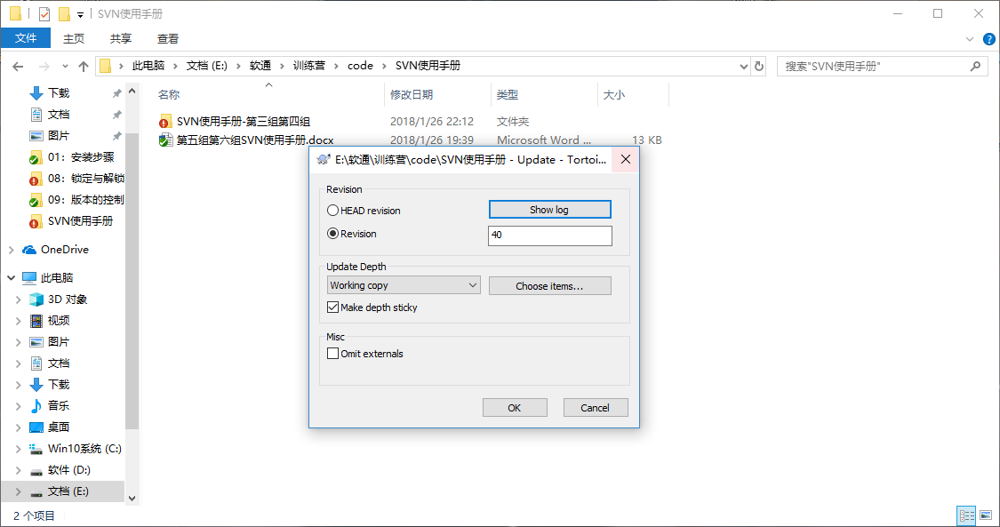 SVN使用手册
文件 主页 共享 查看
此电脑 文档 (E:) 软通 训练营 code SVN使用手册
搜索"SVN使用手册"
下载
文档
图片
01：安装步骤
08：锁定与解锁
09：版本的控制
SVN使用手册
OneDrive
此电脑
3D 对象
视频
图片
文档
下载
音乐
桌面
Win10系统 (C:)
软件 (D:)
文档 (E:)
名称 修改日期 类型 大小
SVN使用手册-第三组第四组 2018/1/26 22:12 文件夹
第五组第六组SVN使用手册.docx 2018/1/26 19:39 Microsoft Word ... 13 KB
E:\软通\训练营\code\SVN使用手册 - Update - Tortoi...
Revision
HEAD revision Show log
Revision 40
Update Depth
Working copy Choose items...
Make depth sticky
Misc
Omit externals
OK Cancel
2 个项目